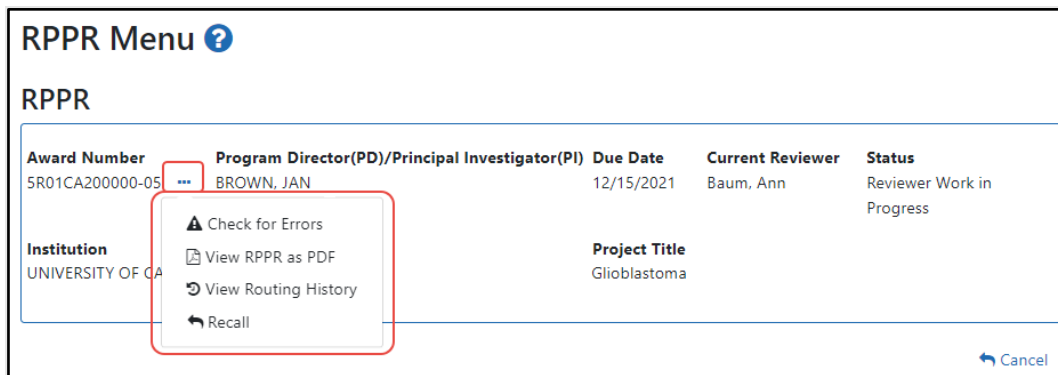 RPPR Menu ?
RPPR
Award Number Program Director(PD)/Principal Investigator(PI) Due Date Current Reviewer Status
5R01CA200000-05 ... BROWN, JAN 12/15/2021 Baum, Ann Reviewer Work in
Progress
Check for Errors
Institution Project Title
View RPPR as PDF
UNIVERSITY OF Glioblastoma
View Routing History
Recall
Cancel